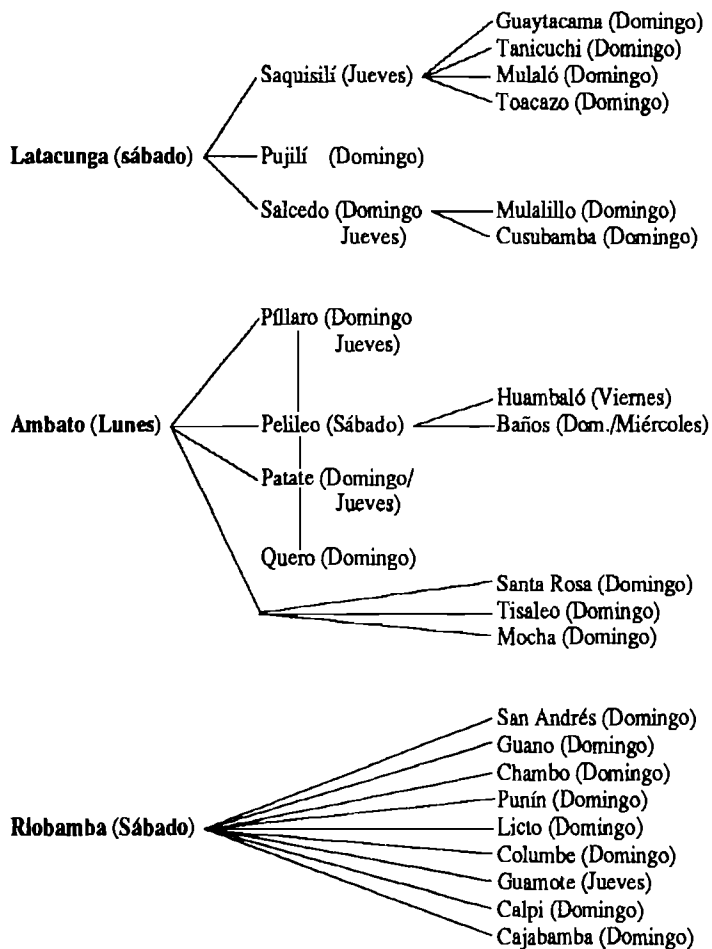 Guaytacama (Domingo)
Tanicuchi (Domingo)
Saquisilí (Jueves)
Mulaló (Domingo)
Toacazo (Domingo)
Latacunga (sábado)
Pujilí (Domingo)
Salcedo (Domingo
Jueves)
Mulalillo (Domingo)
Cusubamba (Domingo)
Píllaro (Domingo
Jueves)
Huambaló (Viernes)
Ambato (Lunes)
Pelileo (Sábado)
Baños (Dom./Miércoles)
Patate (Domingo/
Jueves)
Quero (Domingo)
Santa Rosa (Domingo)
Tisaleo (Domingo)
Mocha (Domingo)
San Andrés (Domingo)
Guano (Domingo)
Chambo (Domingo)
Punín (Domingo)
Riobamba (Sábado)
Licto (Domingo)
Columbe (Domingo)
Guamote (Jueves)
Calpi (Domingo)
Cajabamba (Domingo)